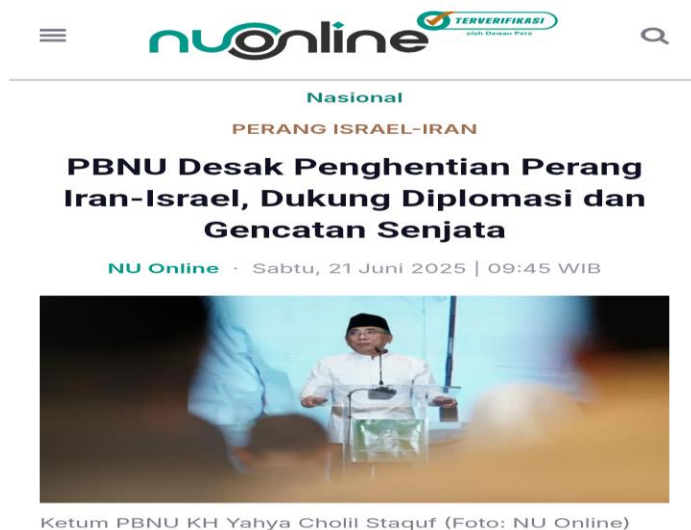 nuonline
TERVERIFIKASI
oleh Dewan Pers
Nasional
PERANG ISRAEL-IRAN
PBNU Desak Penghentian Perang
Iran-Israel, Dukung Diplomasi dan
Gencatan Senjata
NU Online · Sabtu, 21 Juni 2025 | 09:45 WIB
Ketum PBNU KH Yahya Cholil Staquf (Foto: NU Online)